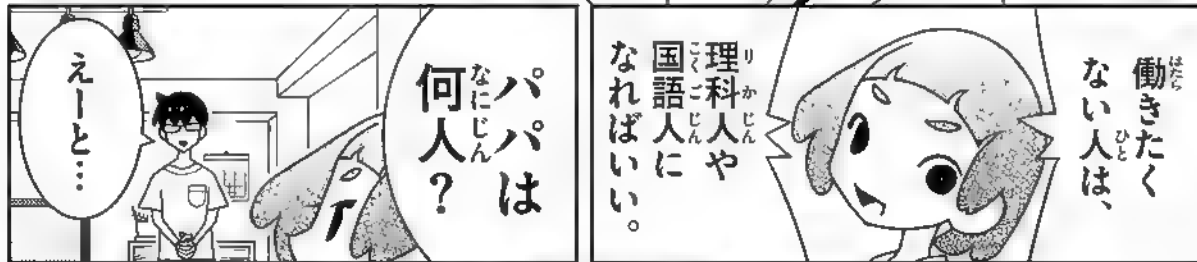 働きたく
ない人は、
理科人や
国語人に
なればいい。
パパは
何人？
えーと…